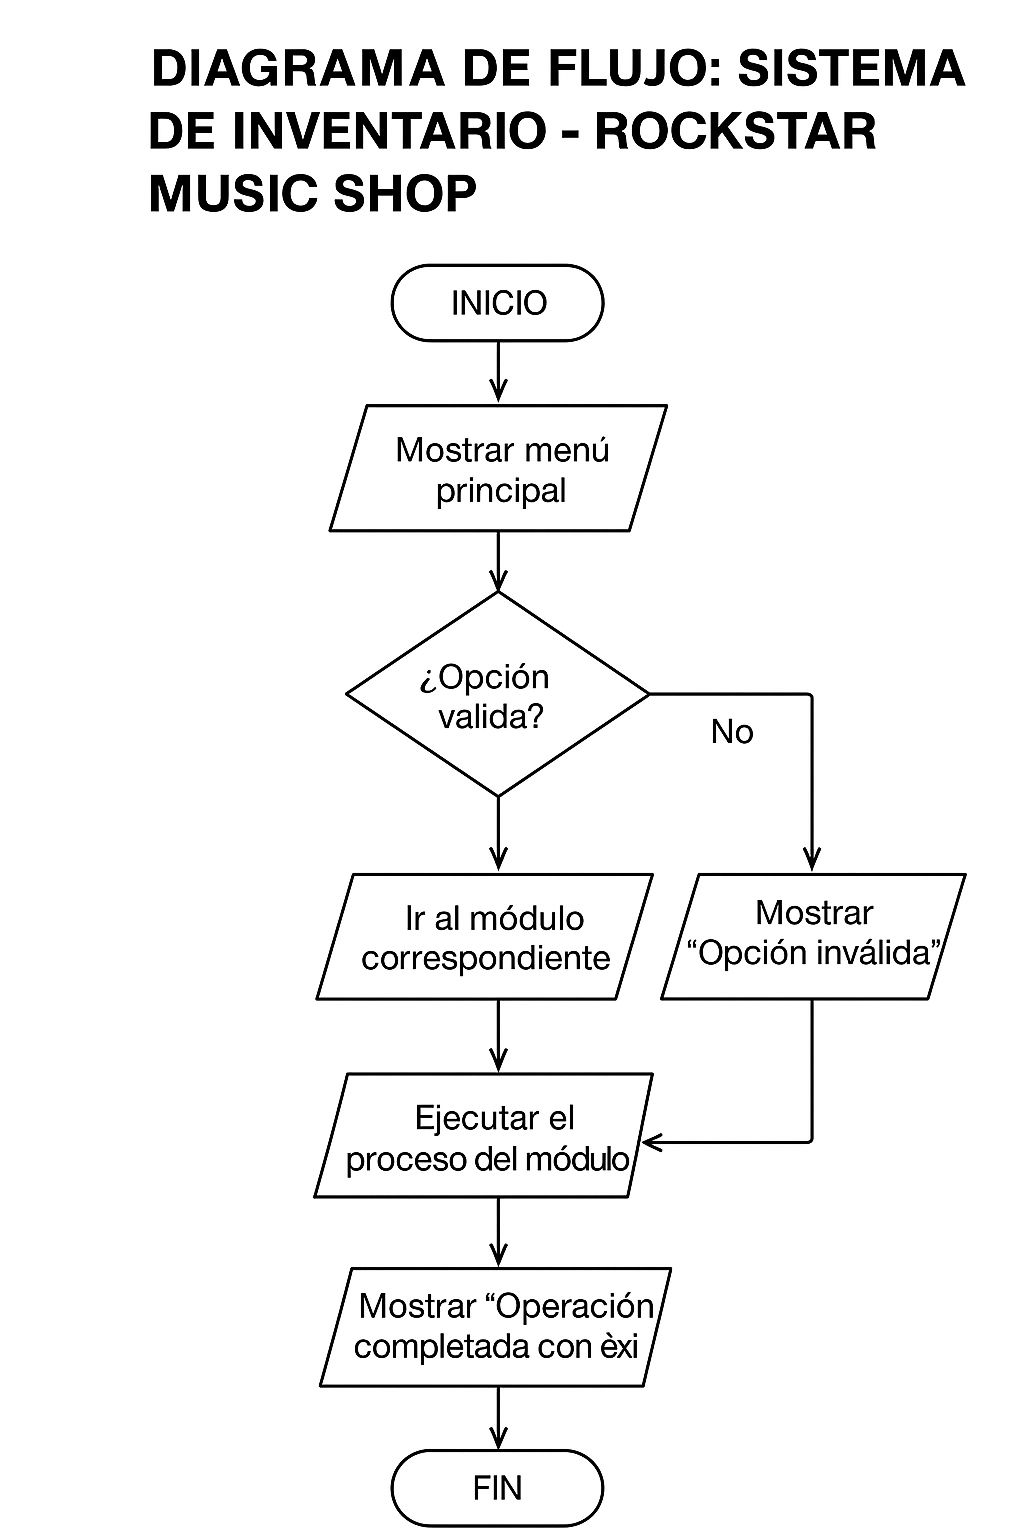 DIAGRAMA DE FLUJO: SISTEMA
DE INVENTARIO - ROCKSTAR
MUSIC SHOP
INICIO
Mostrar menú
principal
¿Opción
valida?
No
Ir al módulo
correspondiente
Mostrar
“Opción inválida”
Ejecutar el
proceso del módulo
Mostrar “Operación
completada con èxi
FIN